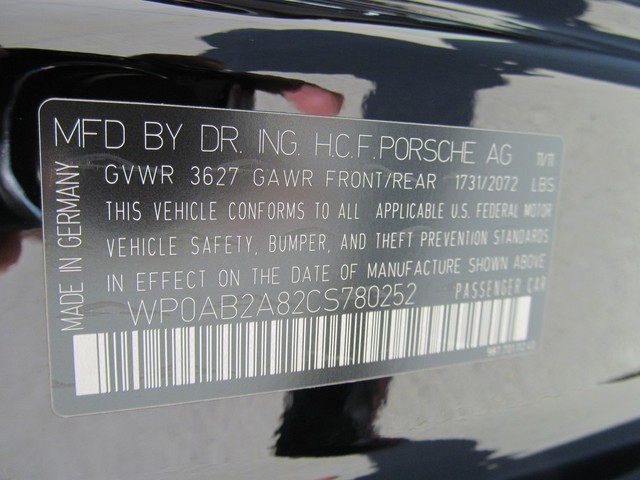 MFD BY DR. ING. H.C.F. PORSCHE AG 11/11
GVWR 3627 GAWR FRONT/REAR 1731/2072 LBS
THIS VEHICLE CONFORMS TO ALL APPLICABLE U.S. FEDERAL MOTOR
VEHICLE SAFETY, BUMPER, AND THEFT PREVENTION STANDARDS
IN EFFECT ON THE DATE OF MANUFACTURE SHOWN ABOVE
WP0AB2A82CS780252 PASSENGER CAR
MADE IN GERMANY